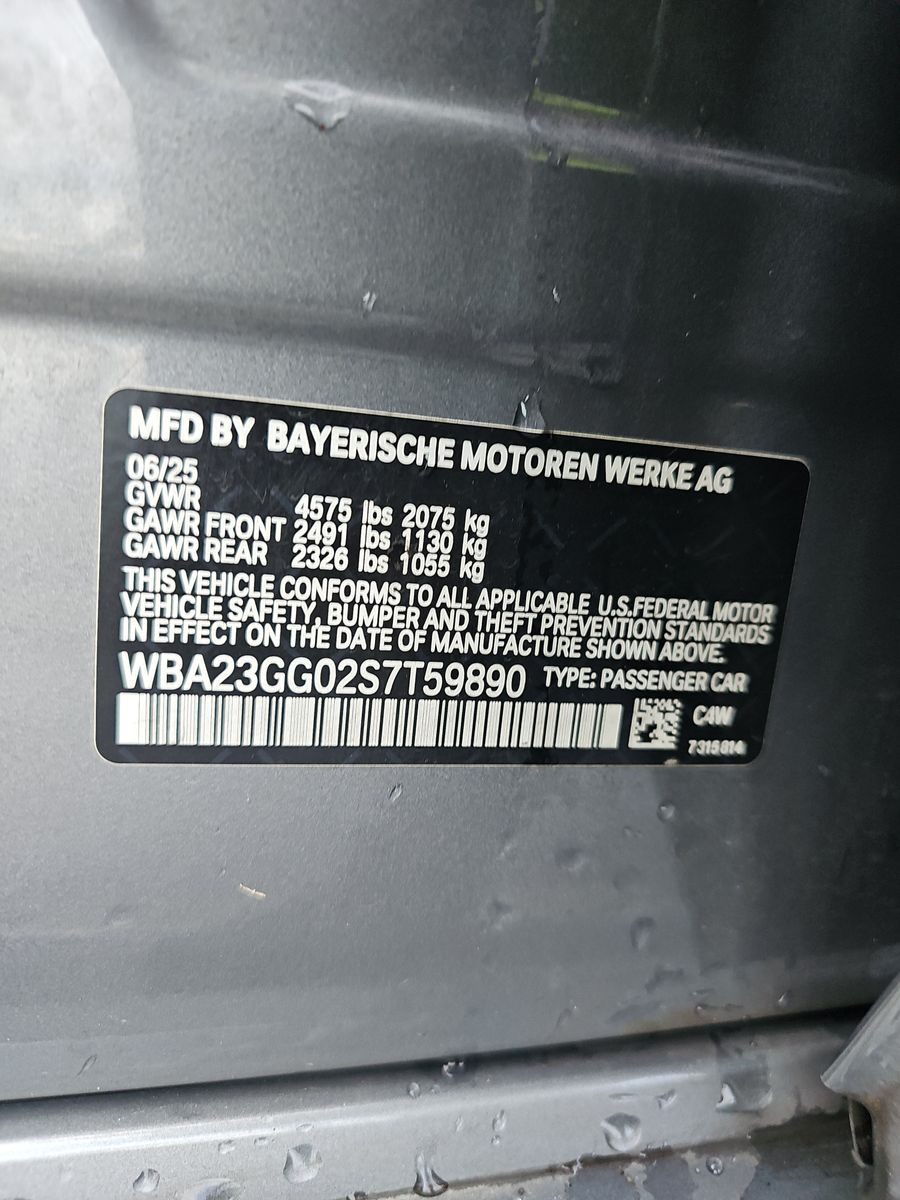 MFD BY BAYERISCHE MOTOREN WERKE AG
06/25
GVWR 4575 lbs 2075 kg
GAWR FRONT 2491 lbs 1130 kg
GAWR REAR 2326 lbs 1055 kg
THIS VEHICLE CONFORMS TO ALL APPLICABLE U.S.FEDERAL MOTOR
VEHICLE SAFETY, BUMPER AND THEFT PREVENTION STANDARDS
IN EFFECT ON THE DATE OF MANUFACTURE SHOWN ABOVE.
WBA23GG02S7T59890 TYPE: PASSENGER CAR
C4W
7315014